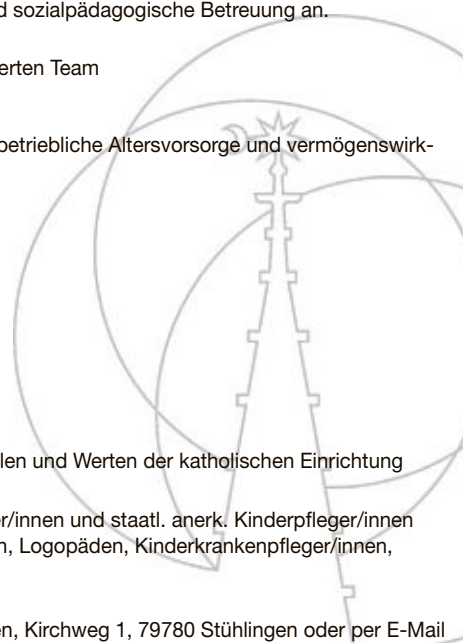 d sozialpädagogische Betreuung an.
erten Team
betriebliche Altersvorsorge und vermögenswirk-
len und Werten der katholischen Einrichtung
er/innen und staatl. anerk. Kinderpfleger/innen
n, Logopäden, Kinderkrankenpfleger/innen,
en, Kirchweg 1, 79780 Stühlingen oder per E-Mail